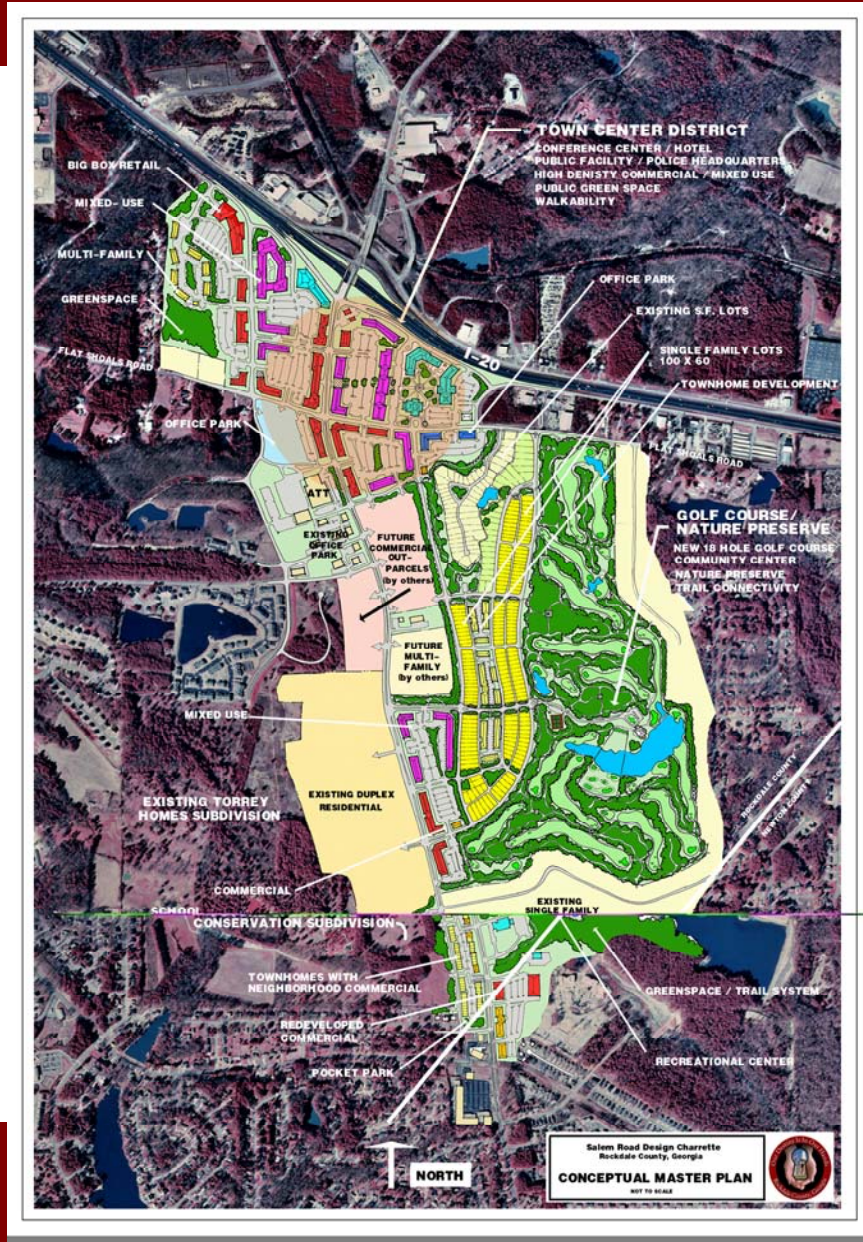 TOWN CENTER DISTRICT
CONFERENCE CENTER / HOTEL
PUBLIC FACILITY / POLICE HEADQUARTERS
HIGH DENISTY COMMERCIAL / MIXED USE
PUBLIC GREEN SPACE
WALKABILITY
BIG BOX RETAIL
MIXED- USE
MULTI-FAMILY
GREENSPACE
FLAT SHOALS ROAD
OFFICE PARK
EXISTING S.F. LOTS
SINGLE FAMILY LOTS
100 X 60
TOWNHOME DEVELOPMENT
I-20
OFFICE PARK
FLAT SHOALS ROAD
ATT
EXISTING
OFFICE
PARK
FUTURE
COMMERCIAL
OUT-
PARCELS
(by others)
GOLF COURSE/
NATURE PRESERVE
NEW 18 HOLE GOLF COURSE
COMMUNITY CENTER
NATURE PRESERVE
TRAIL CONNECTIVITY
FUTURE
MULTI-
FAMILY
(by others)
MIXED USE
EXISTING DUPLEX
RESIDENTIAL
EXISTING TORREY
HOMES SUBDIVISION
ROCKDALE COUNTY
NEWTON COUNTY
COMMERCIAL
SCHOOL
EXISTING
SINGLE FAMILY
CONSERVATION SUBDIVISION
TOWNHOMES WITH
NEIGHBORHOOD COMMERCIAL
GREENSPACE / TRAIL SYSTEM
REDEVELOPED
COMMERCIAL
RECREATIONAL CENTER
POCKET PARK
NORTH
Salem Road Design Charrette
Rockdale County, Georgia
CONCEPTUAL MASTER PLAN
NOT TO SCALE